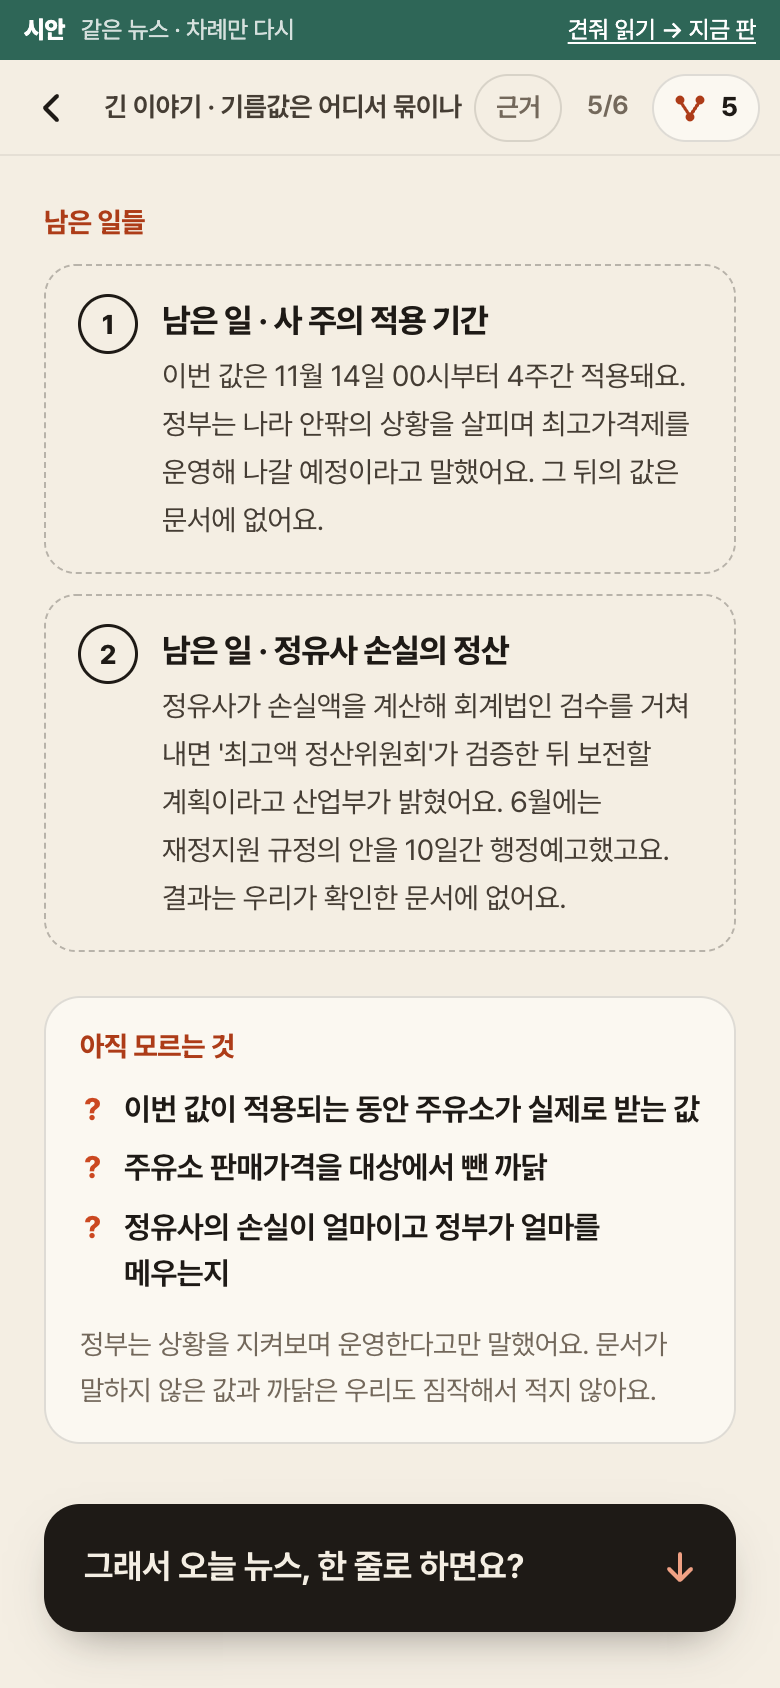 시안 같은 뉴스 · 차례만 다시 견줘 읽기 → 지금 판
긴 이야기 · 기름값은 어디서 묶이나 근거 5/6 5
남은 일들
1 남은 일 · 사 주의 적용 기간
이번 값은 11월 14일 00시부터 4주간 적용돼요.
정부는 나라 안팎의 상황을 살피며 최고가격제를
운영해 나갈 예정이라고 말했어요. 그 뒤의 값은
문서에 없어요.
2 남은 일 · 정유사 손실의 정산
정유사가 손실액을 계산해 회계법인 검수를 거쳐
내면 '최고액 정산위원회'가 검증한 뒤 보전할
계획이라고 산업부가 밝혔어요. 6월에는
재정지원 규정의 안을 10일간 행정예고했고요.
결과는 우리가 확인한 문서에 없어요.
아직 모르는 것
? 이번 값이 적용되는 동안 주유소가 실제로 받는 값
? 주유소 판매가격을 대상에서 뺀 까닭
? 정유사의 손실이 얼마이고 정부가 얼마를
메우는지
정부는 상황을 지켜보며 운영한다고만 말했어요. 문서가
말하지 않은 값과 까닭은 우리도 짐작해서 적지 않아요.
그래서 오늘 뉴스, 한 줄로 하면요? ↓